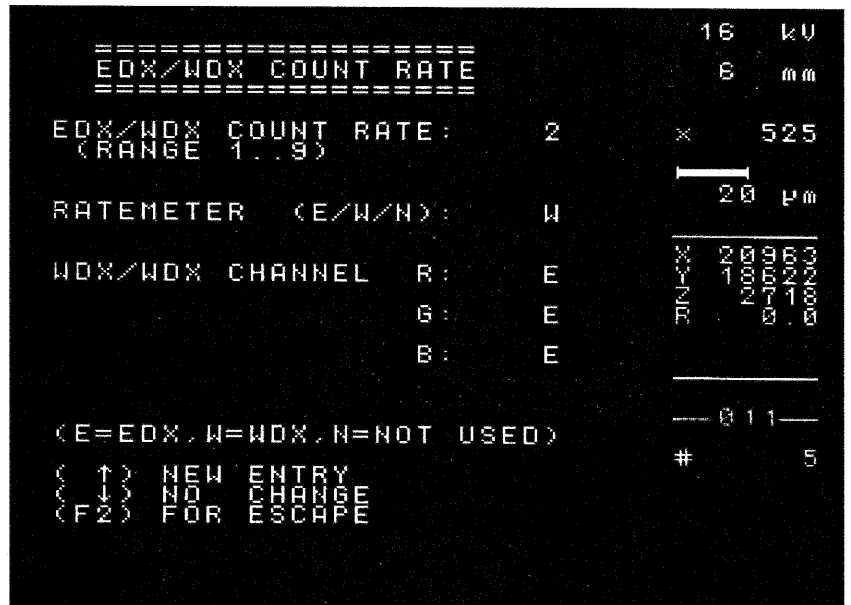 ==================
EDX/WDX COUNT RATE
==================
EDX/WDX COUNT RATE: 2
(RANGE 1..9)
RATEMETER (E/W/N): W
WDX/WDX CHANNEL R: E
G: E
B: E
(E=EDX,W=WDX,N=NOT USED)
( ↑) NEW ENTRY
( ↓) NO CHANGE
(F2) FOR ESCAPE
16 kV
6 mm
x 525
20 µm
X 20963
Y 18622
Z 2718
R 0.0
— 011 —
# 5